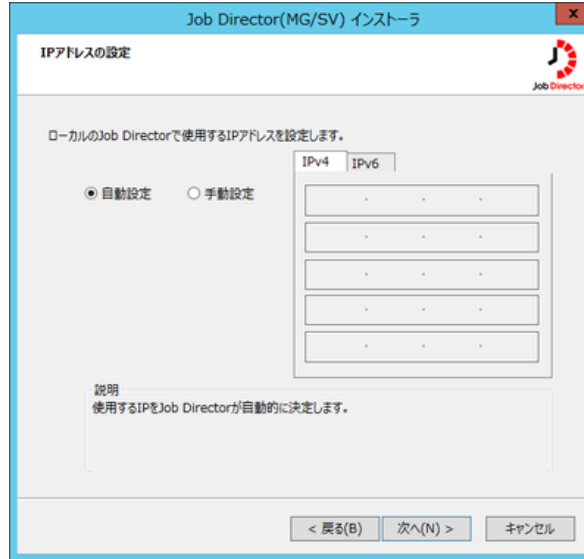 Job Director(MG/SV) インストーラ
x
IPアドレスの設定
Job Director
ローカルのJob Directorで使用するIPアドレスを設定します。
IPv4 IPv6
自動設定 手動設定
説明
使用するIPをJob Directorが自動的に決定します。
< 戻る(B) 次へ(N) > キャンセル